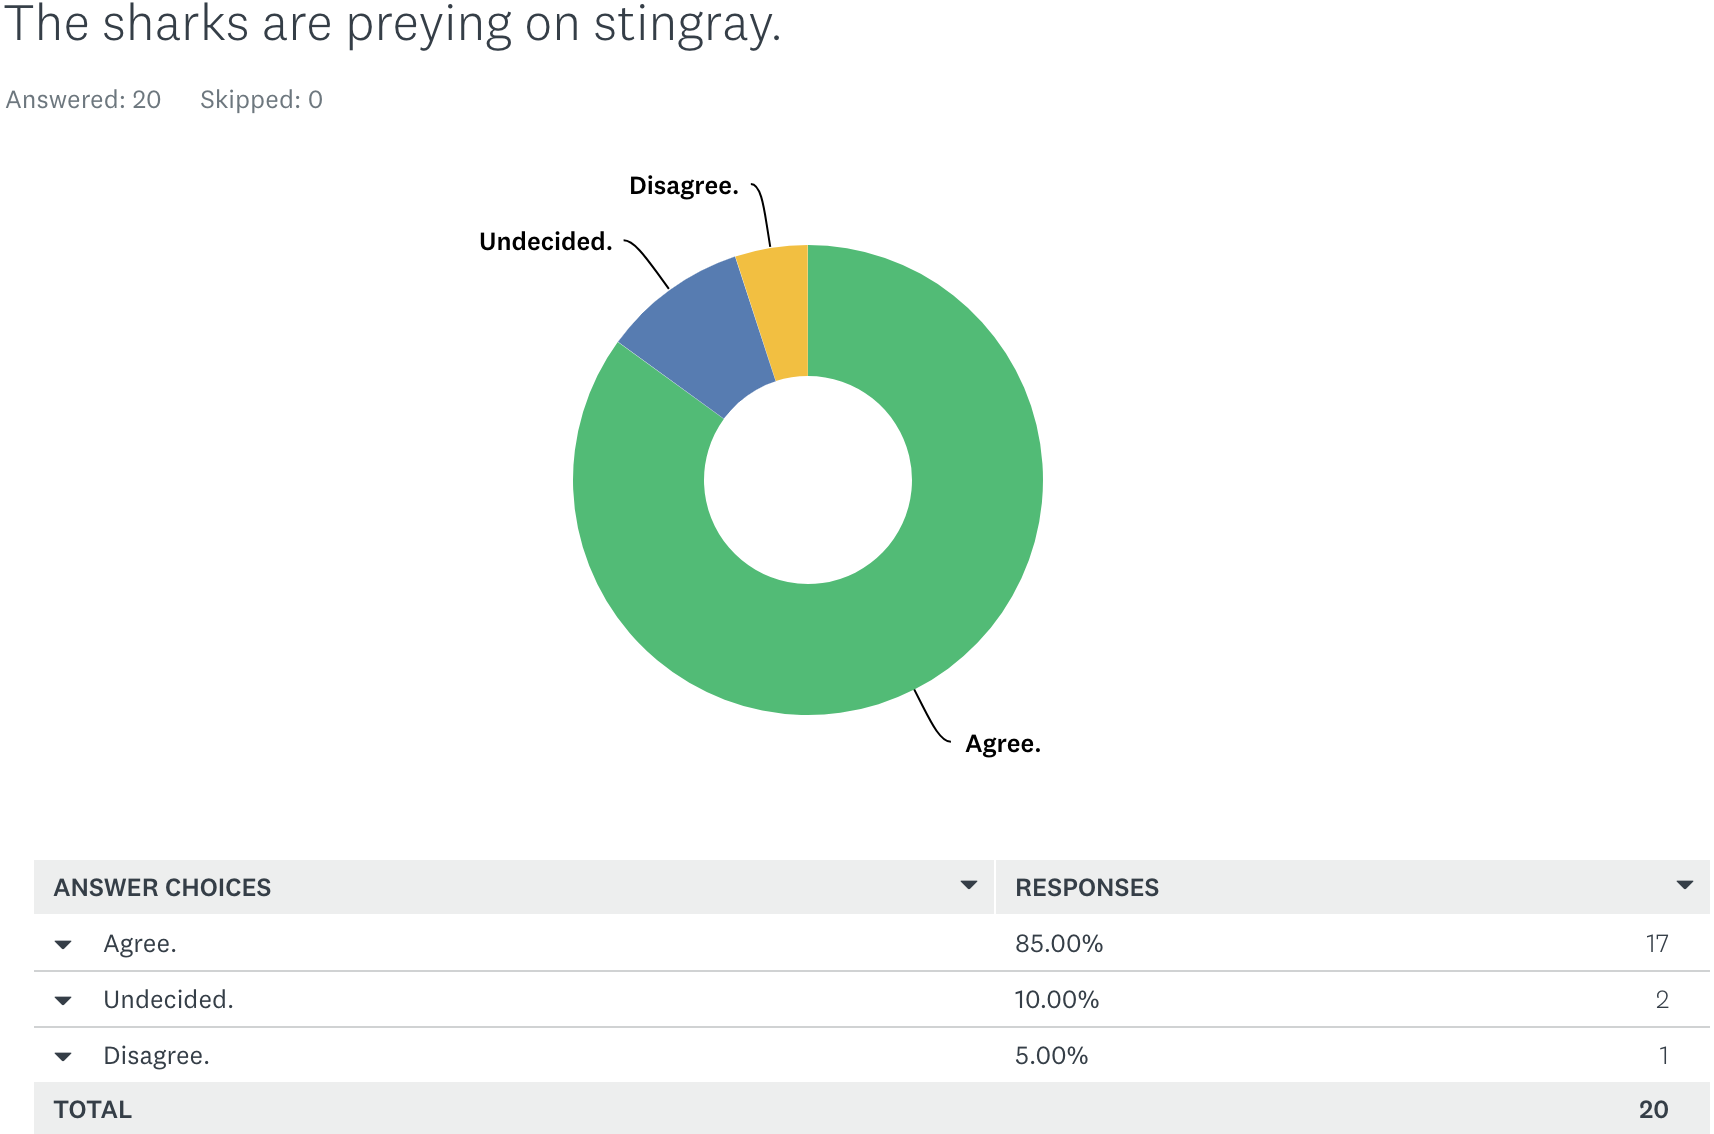 The sharks are preying on stingray.
Answered: 20 Skipped: 0
Disagree.
Undecided.
Agree.
ANSWER CHOICES RESPONSES
Agree. 85.00% 17
Undecided. 10.00% 2
Disagree. 5.00% 1
TOTAL 20